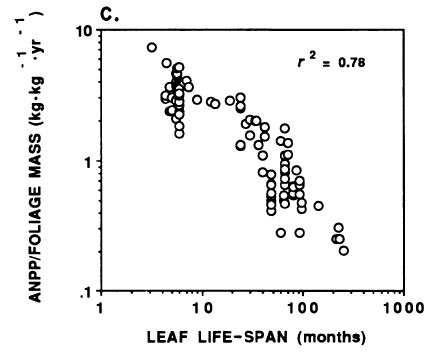 C.
10
r² = 0.78
1
.1
1
10
100
1000
ANPP/FOLIAGE MASS (kg·kg⁻¹·yr⁻¹)
LEAF LIFE-SPAN (months)